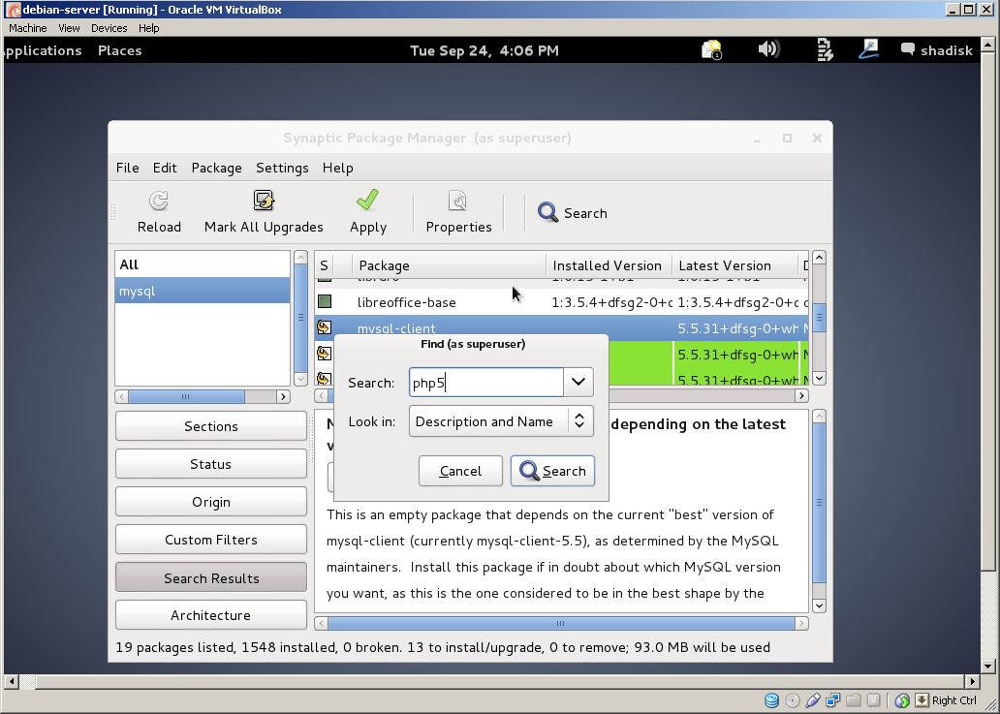 debian-server [Running] - Oracle VM VirtualBox
Machine View Devices Help
pplications Places Tue Sep 24, 4:06 PM 1 shadisk
Synaptic Package Manager (as superuser)
File Edit Package Settings Help
Reload Mark All Upgrades Apply Properties Search
All
mysql
S Package Installed Version Latest Version D
libreoffice-base 1:3.5.4+dfsg2-0+c 1:3.5.4+dfsg2-0+c
mysql-client 5.5.31+dfsg-0+wh M
5.5.31+dfsg-0+wh M
5.5.31+dfsg-0+wh M
Find (as superuser)
Search: php5
Look in: Description and Name
Cancel Search
depending on the latest
Sections
Status
Origin
Custom Filters
Search Results
Architecture
This is an empty package that depends on the current "best" version of
mysql-client (currently mysql-client-5.5), as determined by the MySQL
maintainers. Install this package if in doubt about which MySQL version
you want, as this is the one considered to be in the best shape by the
19 packages listed, 1548 installed, 0 broken. 13 to install/upgrade, 0 to remove; 93.0 MB will be used
Right Ctrl